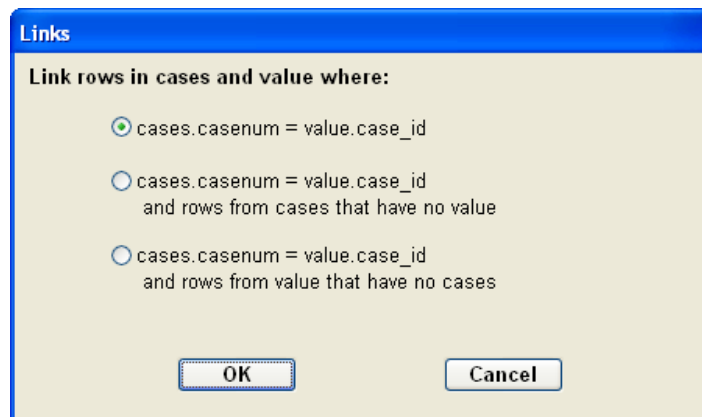 Links
Link rows in cases and value where:
cases.casenum = value.case_id
cases.casenum = value.case_id
and rows from cases that have no value
cases.casenum = value.case_id
and rows from value that have no cases
OK Cancel